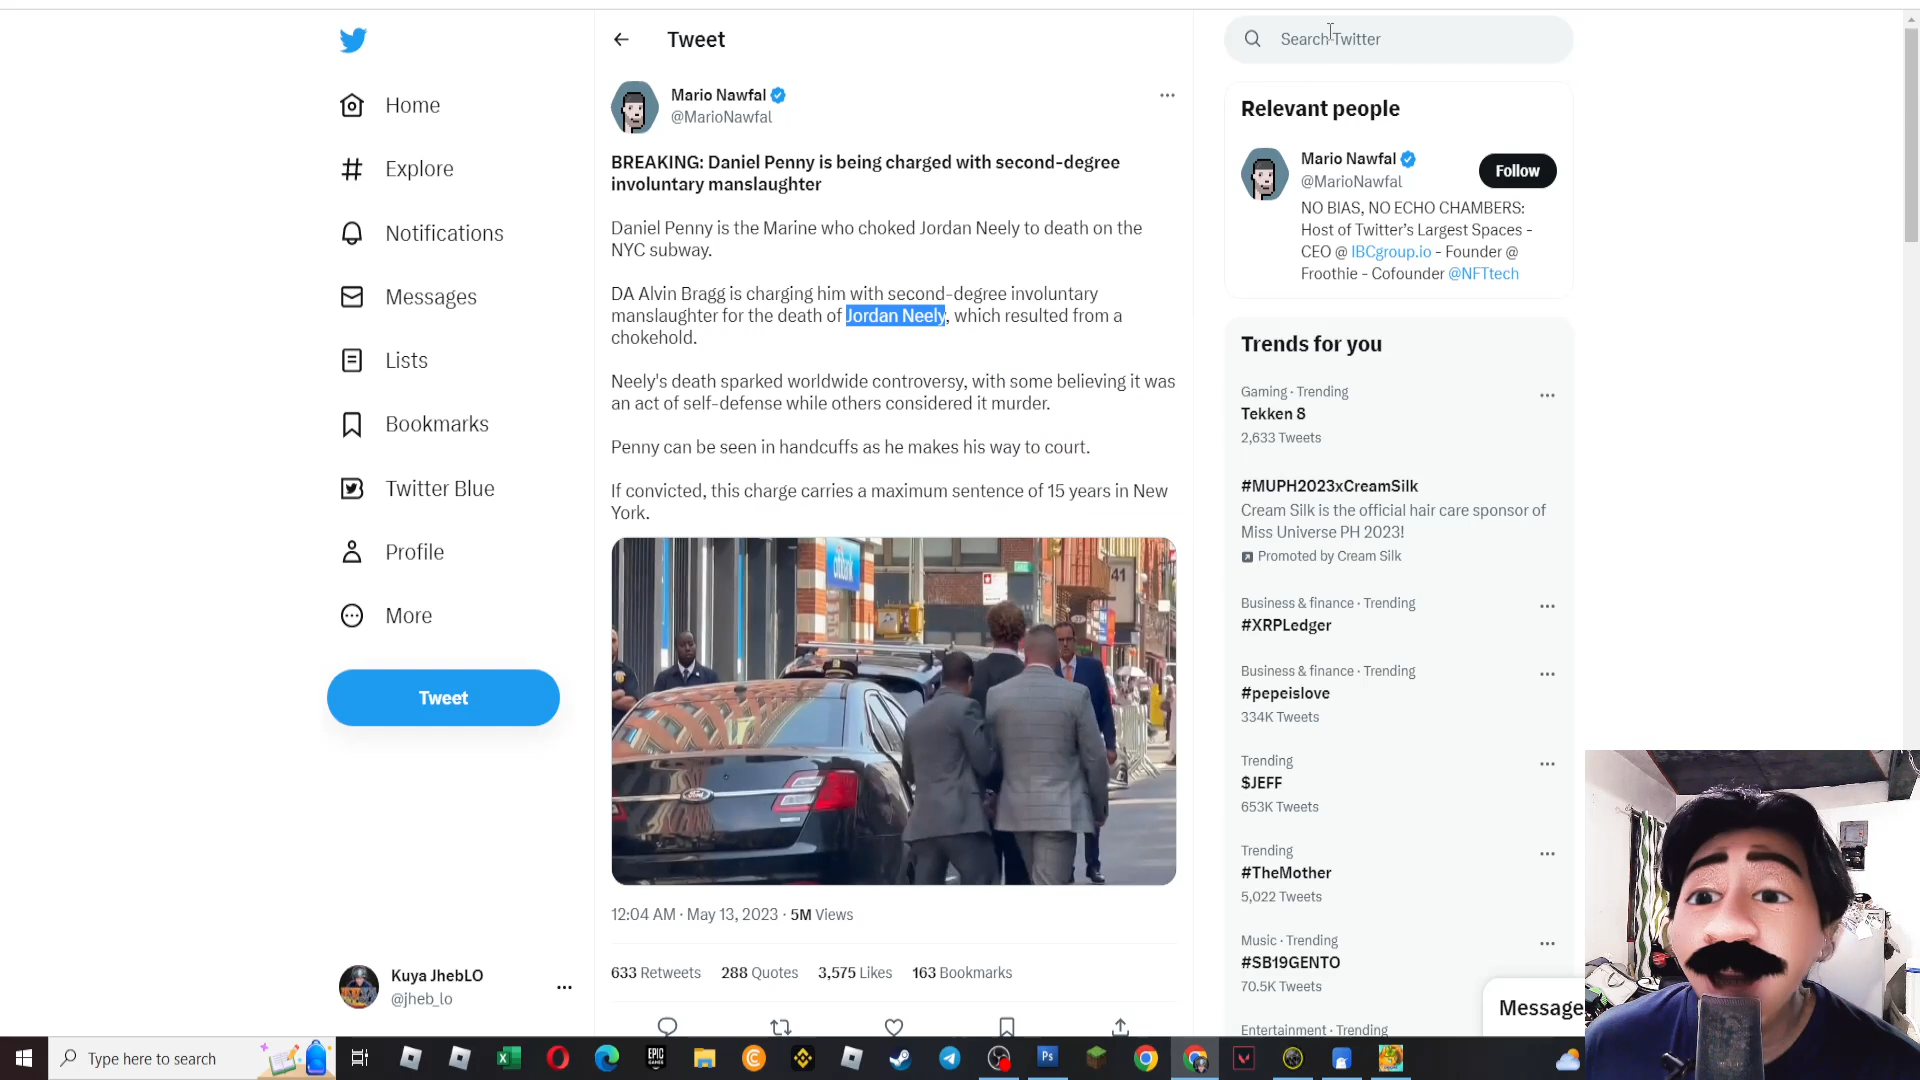 Tweet
Search Twitter
Home
Explore
Notifications
Messages
Lists
Bookmarks
Twitter Blue
Profile
More
Tweet
Kuya JhebLO
@jheb_lo
Mario Nawfal
@MarioNawfal
BREAKING: Daniel Penny is being charged with second-degree
involuntary manslaughter
Daniel Penny is the Marine who choked Jordan Neely to death on the
NYC subway.
DA Alvin Bragg is charging him with second-degree involuntary
manslaughter for the death of Jordan Neely, which resulted from a
chokehold.
Neely's death sparked worldwide controversy, with some believing it was
an act of self-defense while others considered it murder.
Penny can be seen in handcuffs as he makes his way to court.
If convicted, this charge carries a maximum sentence of 15 years in New
York.
citibank
41
Ford
12:04 AM · May 13, 2023 · 5M Views
633 Retweets 288 Quotes 3,575 Likes 163 Bookmarks
Relevant people
Mario Nawfal
@MarioNawfal
Follow
NO BIAS, NO ECHO CHAMBERS:
Host of Twitter's Largest Spaces -
CEO @ IBCgroup.io - Founder @
Froothie - Cofounder @NFTtech
Trends for you
Gaming · Trending
Tekken 8
2,633 Tweets
#MUPH2023xCreamSilk
Cream Silk is the official hair care sponsor of
Miss Universe PH 2023!
Promoted by Cream Silk
Business & finance · Trending
#XRPLedger
Business & finance · Trending
#pepeislove
334K Tweets
Trending
$JEFF
653K Tweets
Trending
#TheMother
5,022 Tweets
Music · Trending
#SB19GENTO
70.5K Tweets
Entertainment · Trending
Message
Type here to search
EPIC
GAMES
Ps